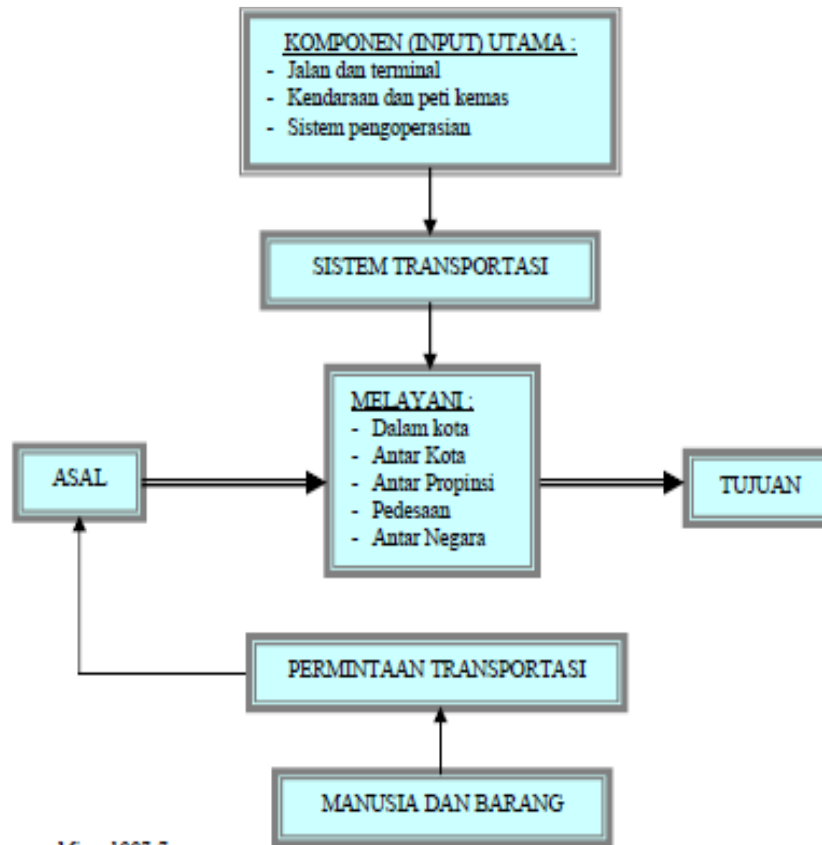 KOMPONEN (INPUT) UTAMA :
- Jalan dan terminal
- Kendaraan dan peti kemas
- Sistem pengoperasian
SISTEM TRANSPORTASI
MELAYANI :
- Dalam kota
- Antar Kota
- Antar Propinsi
- Pedesaan
- Antar Negara
ASAL
TUJUAN
PERMINTAAN TRANSPORTASI
MANUSIA DAN BARANG